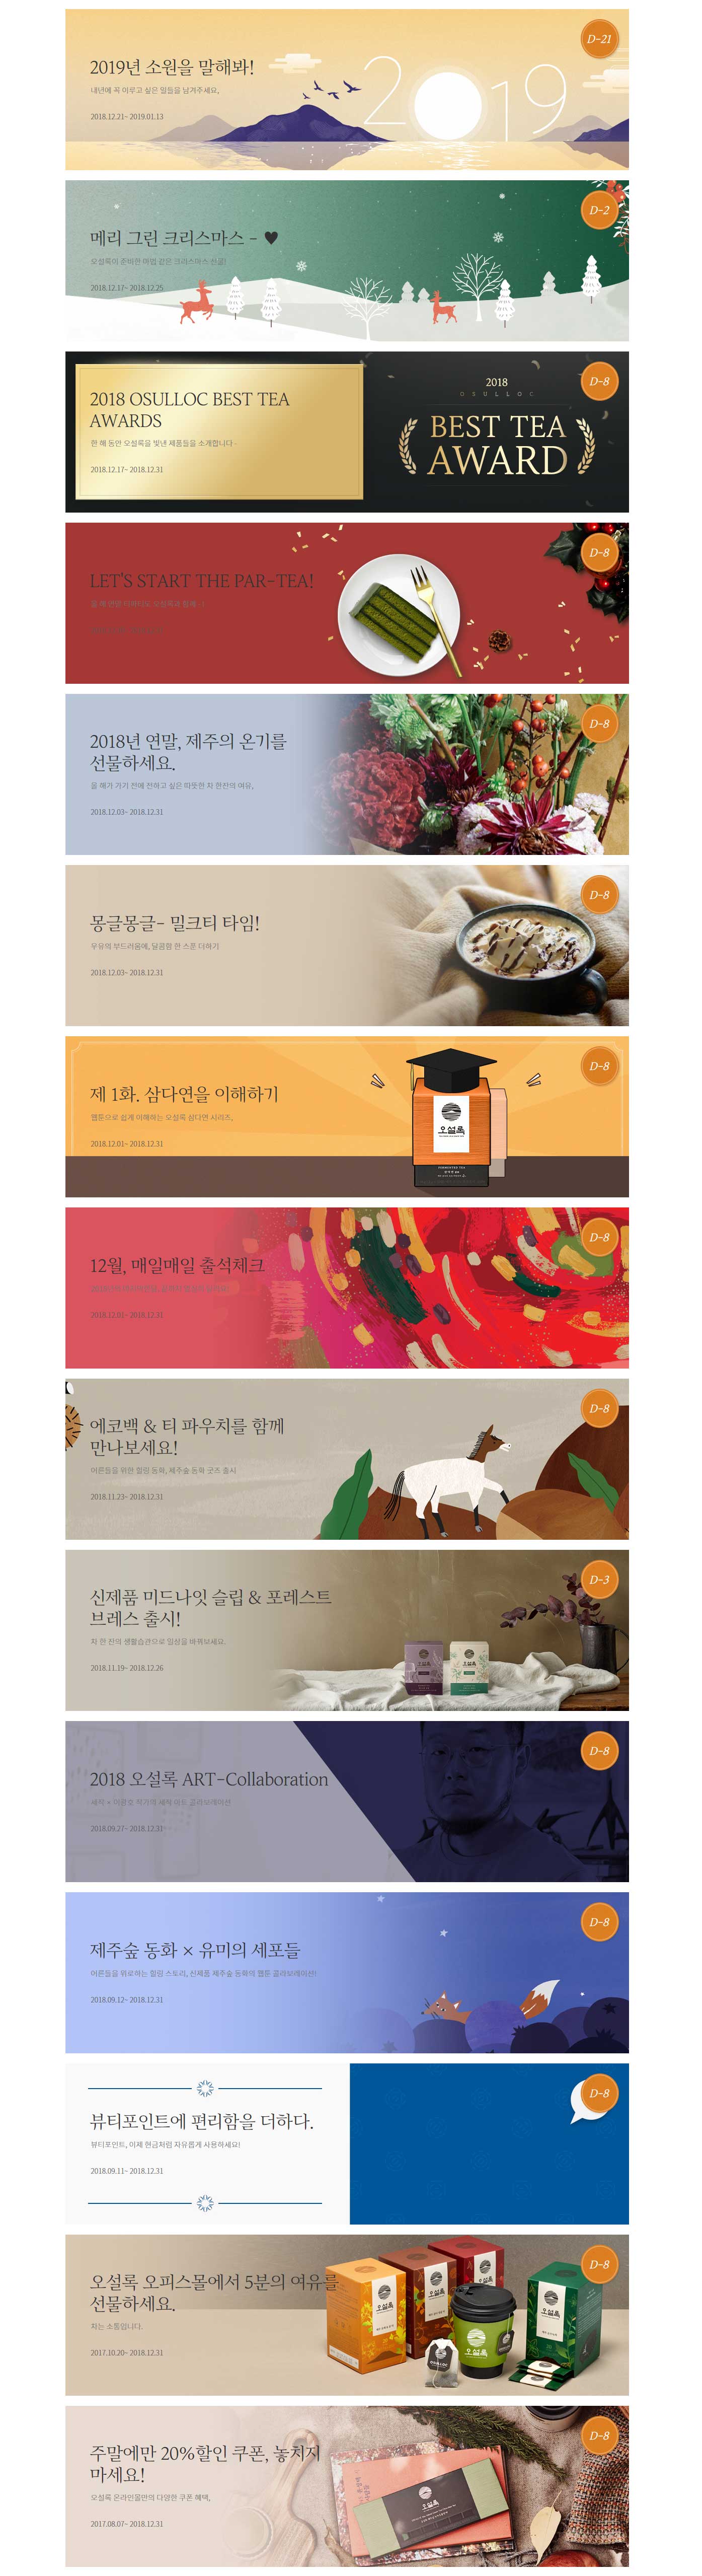 2019년 소원을 말해봐!
내년에 꼭 이루고 싶은 일들을 남겨주세요.
2018.12.21~ 2019.01.13
2019
D-21
메리 그린 크리스마스 - ♥
오설록이 준비한 마법 같은 크리스마스 선물!
2018.12.17~ 2018.12.25
D-2
2018 OSULLOC BEST TEA
AWARDS
한 해 동안 오설록을 빛낸 제품들을 소개합니다 -
2018.12.17~ 2018.12.31
2018
OSULLOC
BEST TEA
AWARD
D-8
LET'S START THE PAR-TEA!
D-8
2018년 연말, 제주의 온기를
선물하세요.
올 해가 가기 전에 전하고 싶은 따뜻한 차 한잔의 여유,
2018.12.03~ 2018.12.31
D-8
몽글몽글- 밀크티 타임!
우유의 부드러움에, 달콤함 한 스푼 더하기
2018.12.03~ 2018.12.31
D-8
제 1화. 삼다연을 이해하기
웹툰으로 쉽게 이해하는 오설록 삼다연 시리즈,
2018.12.01~ 2018.12.31
오설록
D-8
12월, 매일매일 출석체크
2018.12.01~ 2018.12.31
D-8
에코백 & 티 파우치를 함께
만나보세요!
어른들을 위한 힐링 동화, 제주숲 동화 굿즈 출시
2018.11.23~ 2018.12.31
D-8
신제품 미드나잇 슬립 & 포레스트
브레스 출시!
차 한 잔의 생활습관으로 일상을 바꿔보세요.
2018.11.19~ 2018.12.26
D-3
2018 오설록 ART-Collaboration
2018.09.27~ 2018.12.31
D-8
제주숲 동화 × 유미의 세포들
어른들을 위로하는 힐링 스토리, 신제품 제주숲 동화의 웹툰 콜라보레이션!
2018.09.12~ 2018.12.31
D-8
뷰티포인트에 편리함을 더하다.
뷰티포인트, 이제 현금처럼 자유롭게 사용하세요!
2018.09.11~ 2018.12.31
D-8
오설록 오피스몰에서 5분의 여유를
선물하세요.
차는 소통입니다.
2017.10.20~ 2018.12.31
오설록
오설록
오설록
오설록
D-8
주말에만 20%할인 쿠폰, 놓치지
마세요!
오설록 온라인몰만의 다양한 쿠폰 혜택,
2017.08.07~ 2018.12.31
오설록
D-8